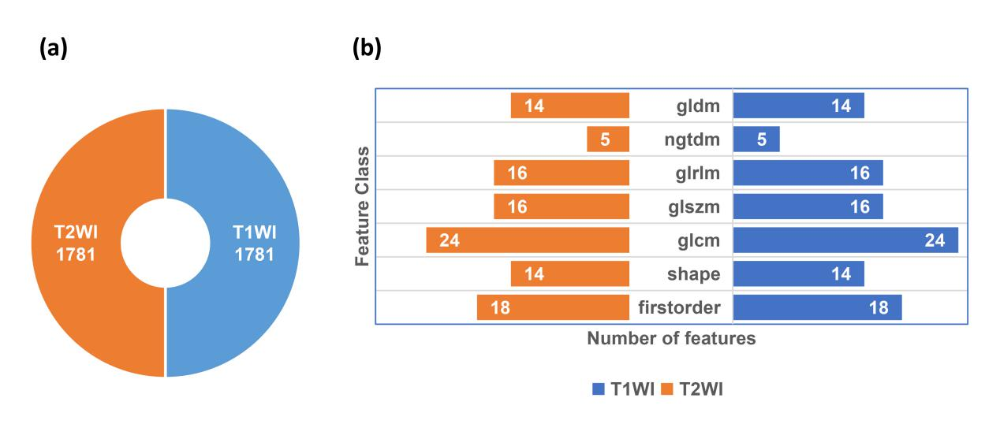 (a)
T2WI
1781
T1WI
1781
(b)
Feature Class
14 gldm 14
5 ngtdm 5
16 glrlm 16
16 glszm 16
24 glcm 24
14 shape 14
18 firstorder 18
Number of features
T1WI T2WI